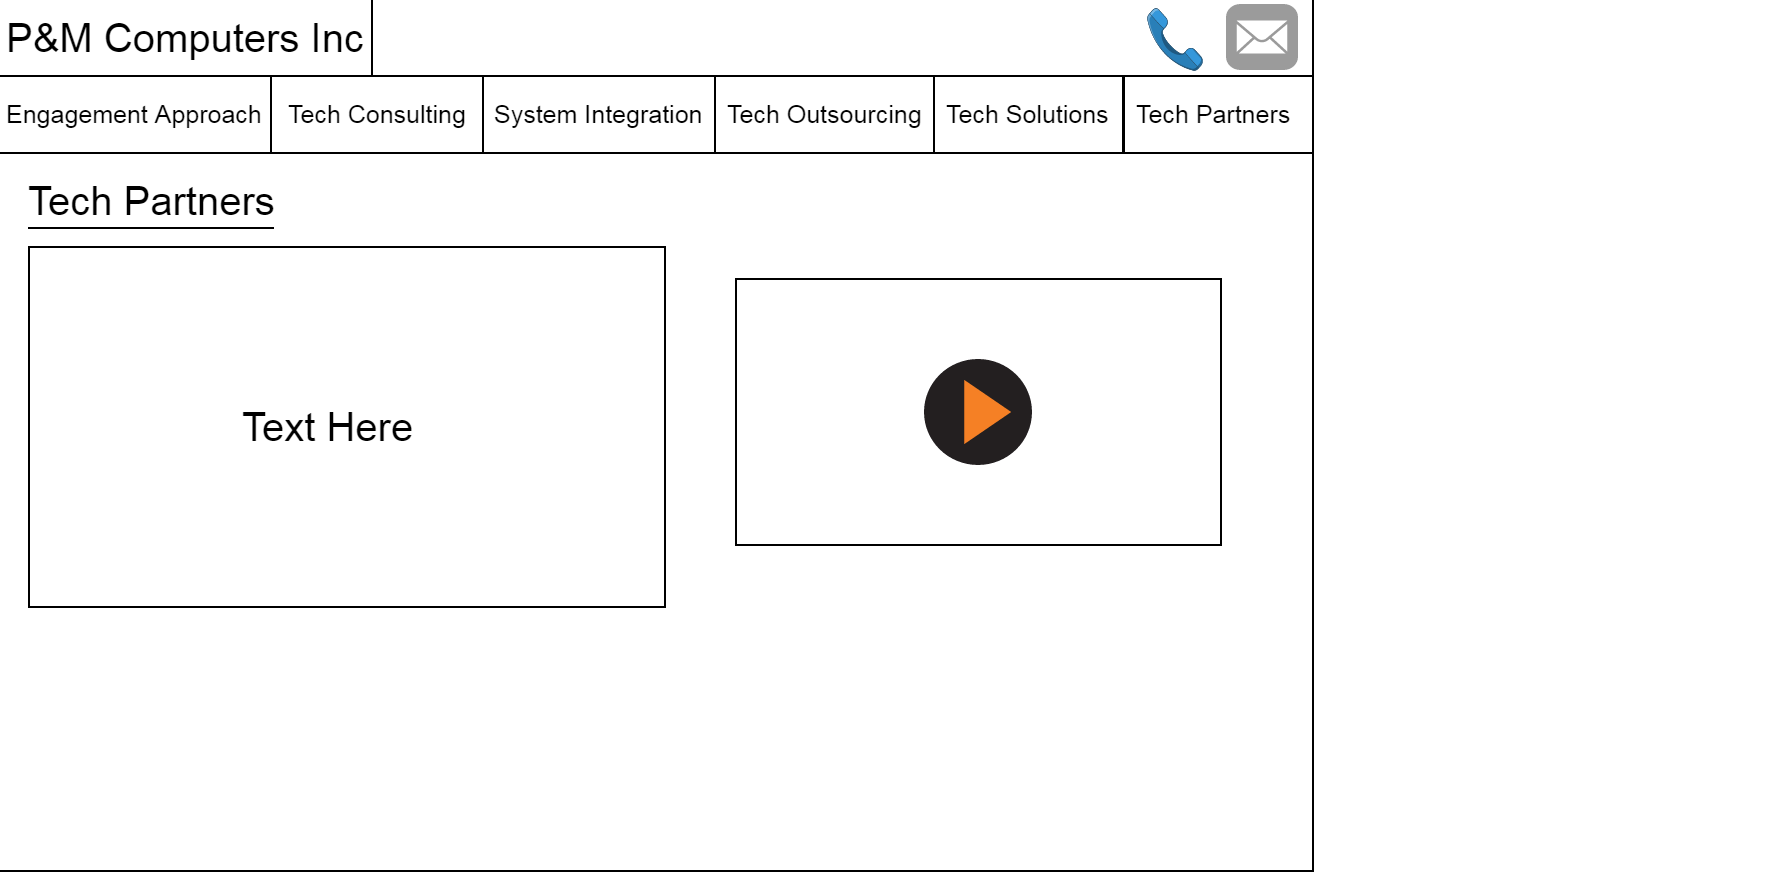 P&M Computers Inc
Engagement Approach Tech Consulting System Integration Tech Outsourcing Tech Solutions Tech Partners
Tech Partners
Text Here